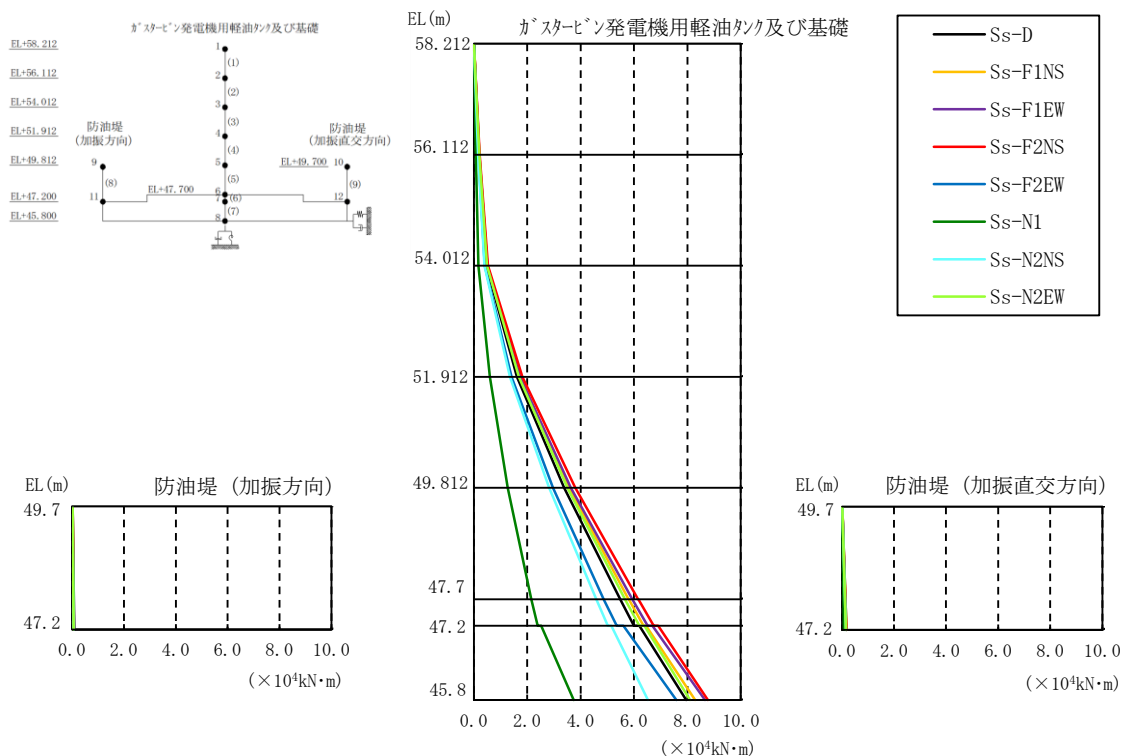 ｶﾞｽﾀｰﾋﾞﾝ発電機用軽油ﾀﾝｸ及び基礎
EL+58.212
1
(1)
EL+56.112
2
(2)
EL+54.012
3
(3)
EL+51.912
4
防油堤
(加振方向)
防油堤
(加振直交方向)
(4)
EL+49.812
9
5
EL+49.700
10
(8)
(5)
(9)
EL+47.700
EL+47.200
11
6
7
(6)
12
EL+45.800
8
(7)
EL(m)
ｶﾞｽﾀｰﾋﾞﾝ発電機用軽油ﾀﾝｸ及び基礎
58.212
56.112
54.012
51.912
49.812
47.7
47.2
45.8
0.0 2.0 4.0 6.0 8.0 10.0
(×10⁴kN·m)
Ss-D
Ss-F1NS
Ss-F1EW
Ss-F2NS
Ss-F2EW
Ss-N1
Ss-N2NS
Ss-N2EW
EL(m) 防油堤 (加振方向)
49.7
47.2
0.0 2.0 4.0 6.0 8.0 10.0
(×10⁴kN·m)
EL(m) 防油堤 (加振直交方向)
49.7
47.2
0.0 2.0 4.0 6.0 8.0 10.0
(×10⁴kN·m)